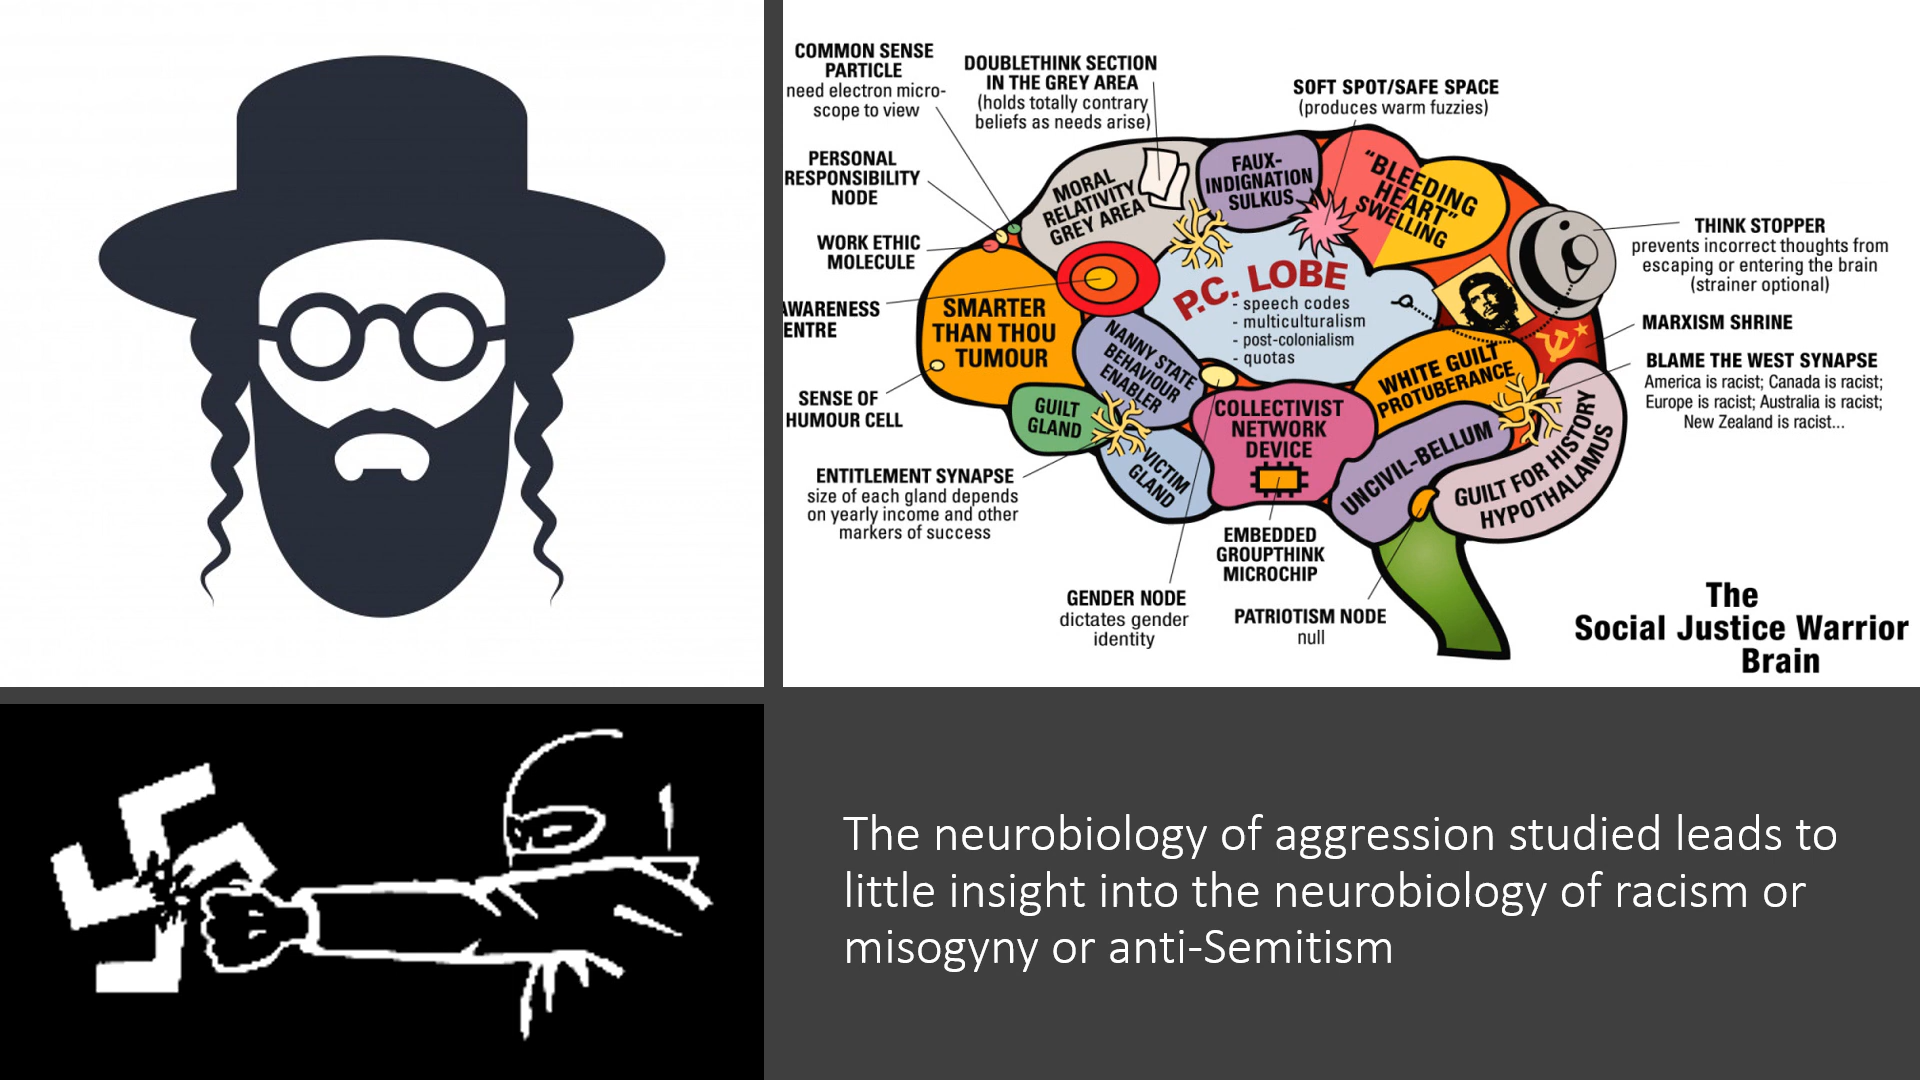 COMMON SENSE
PARTICLE
need electron micro-
scope to view
DOUBLETHINK SECTION
IN THE GREY AREA
(holds totally contrary
beliefs as needs arise)
SOFT SPOT/SAFE SPACE
(produces warm fuzzies)
PERSONAL
RESPONSIBILITY
NODE
WORK ETHIC
MOLECULE
AWARENESS
ENTRE
SENSE OF
HUMOUR CELL
ENTITLEMENT SYNAPSE
size of each gland depends
on yearly income and other
markers of success
MORAL
RELATIVITY
GREY AREA
FAUX-
INDIGNATION
SULKUS
"BLEEDING
HEART"
SWELLING
SMARTER
THAN THOU
TUMOUR
P.C. LOBE
- speech codes
- multiculturalism
- post-colonialism
- quotas
NANNY STATE
BEHAVIOUR
ENABLER
GUILT
GLAND
VICTIM
GLAND
COLLECTIVIST
NETWORK
DEVICE
WHITE GUILT
PROTUBERANCE
UNCIVIL-BELLUM
GUILT FOR HISTORY
HYPOTHALAMUS
THINK STOPPER
prevents incorrect thoughts from
escaping or entering the brain
(strainer optional)
MARXISM SHRINE
BLAME THE WEST SYNAPSE
America is racist; Canada is racist;
Europe is racist; Australia is racist;
New Zealand is racist...
EMBEDDED
GROUPTHINK
MICROCHIP
GENDER NODE
dictates gender
identity
PATRIOTISM NODE
null
The
Social Justice Warrior
Brain
The neurobiology of aggression studied leads to
little insight into the neurobiology of racism or
misogyny or anti-Semitism